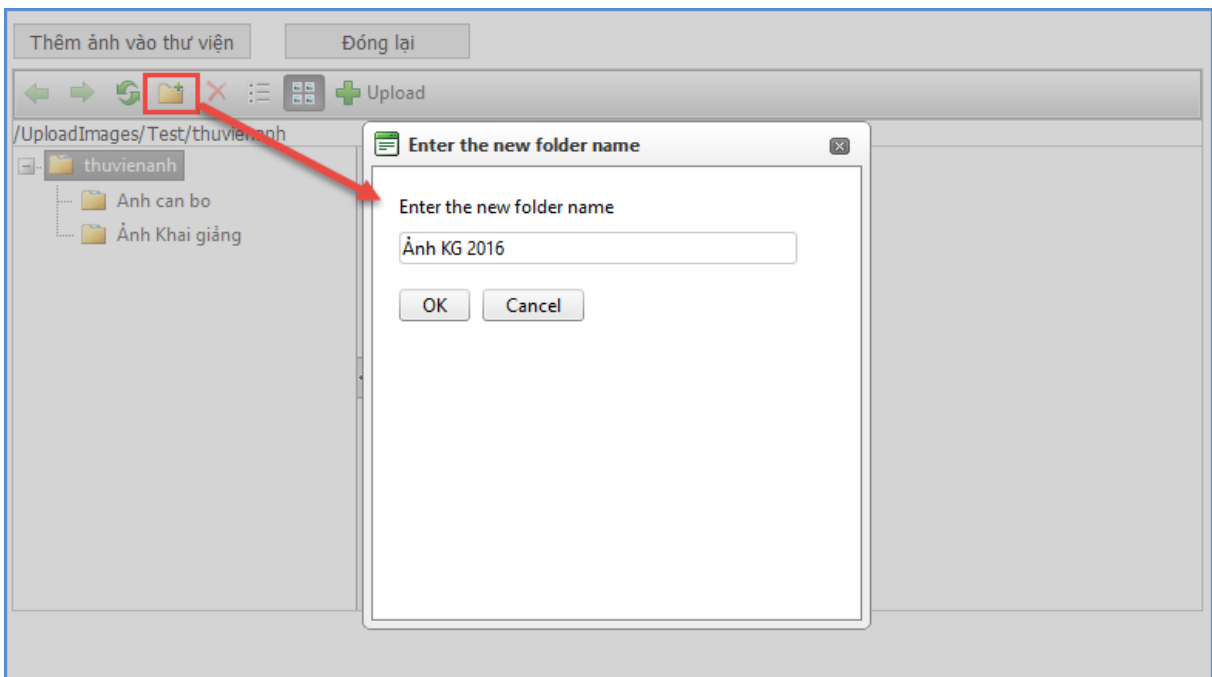 Thêm ảnh vào thư viện Đóng lại
Upload
/UploadImages/Test/thuvienanh
Enter the new folder name
thuvienanh
Anh can bo
Ảnh Khai giảng
Enter the new folder name
Ảnh KG 2016
OK Cancel